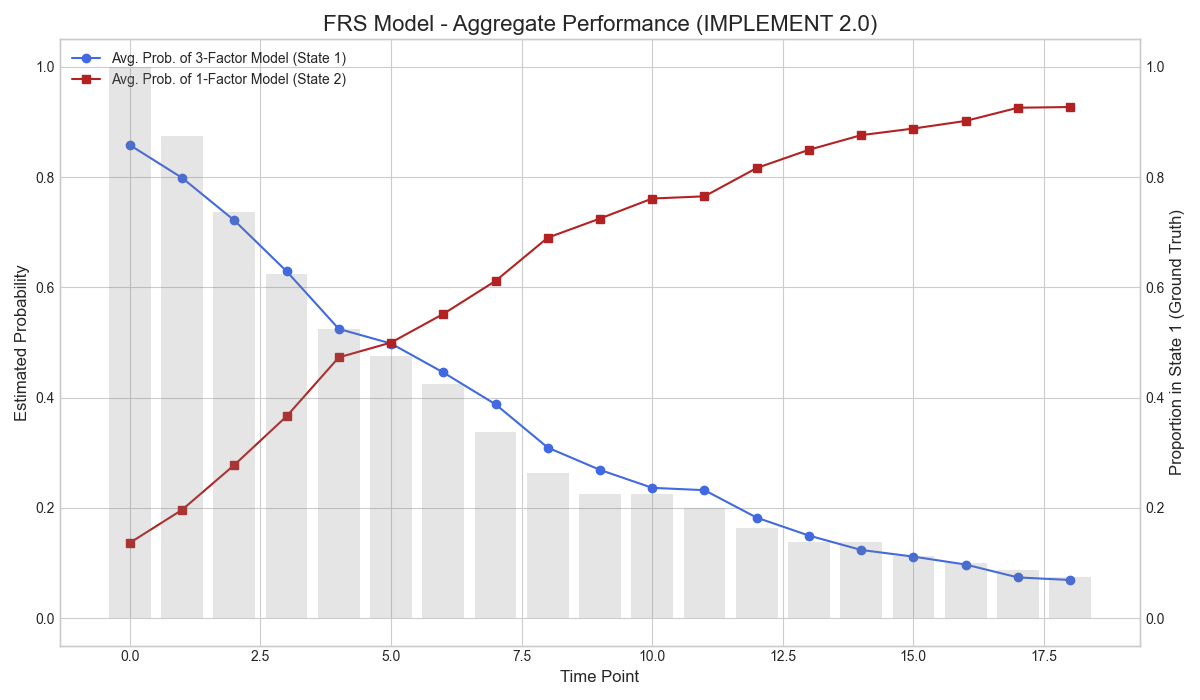 FRS Model - Aggregate Performance (IMPLEMENT 2.0)
Avg. Prob. of 3-Factor Model (State 1)
Avg. Prob. of 1-Factor Model (State 2)
1.0
0.8
0.6
0.4
0.2
0.0
Estimated Probability
1.0
0.8
0.6
0.4
0.2
0.0
Proportion in State 1 (Ground Truth)
0.0 2.5 5.0 7.5 10.0 12.5 15.0 17.5
Time Point